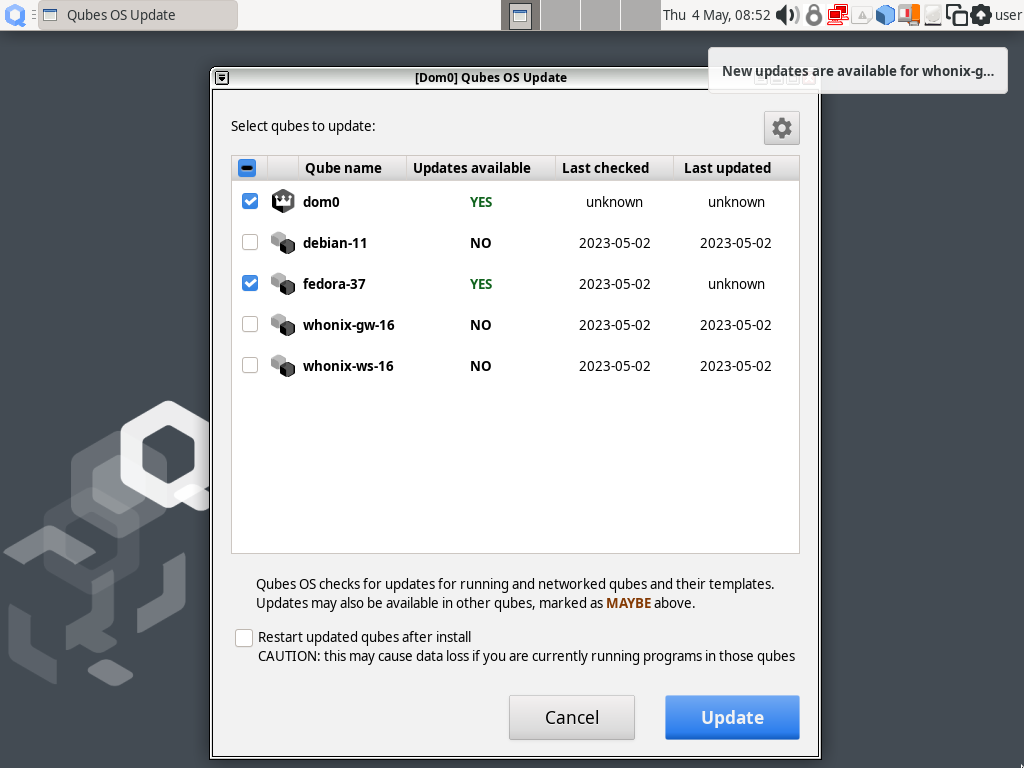 Qubes OS Update
Thu 4 May, 08:52
user
New updates are available for whonix-g...
[Dom0] Qubes OS Update
Select qubes to update:
Qube name Updates available Last checked Last updated
dom0 YES unknown unknown
debian-11 NO 2023-05-02 2023-05-02
fedora-37 YES 2023-05-02 unknown
whonix-gw-16 NO 2023-05-02 2023-05-02
whonix-ws-16 NO 2023-05-02 2023-05-02
Qubes OS checks for updates for running and networked qubes and their templates.
Updates may also be available in other qubes, marked as MAYBE above.
Restart updated qubes after install
CAUTION: this may cause data loss if you are currently running programs in those qubes
Cancel
Update